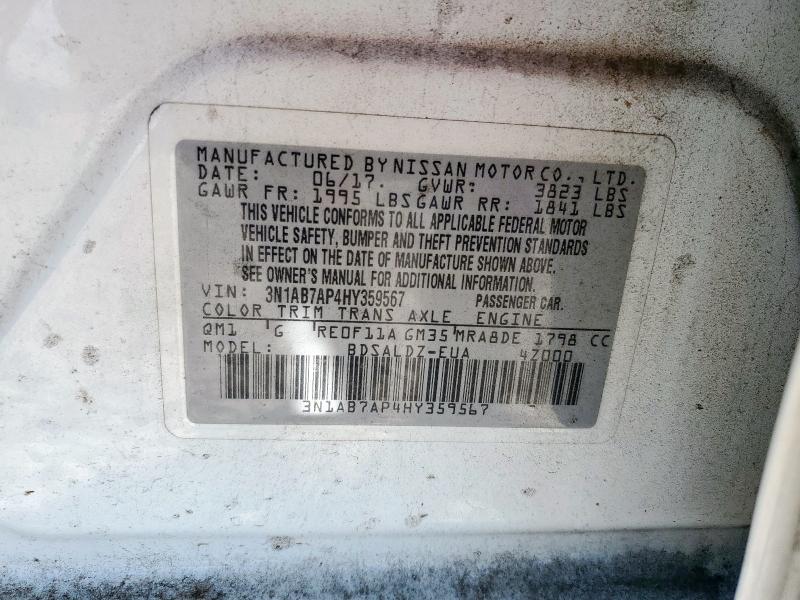 MANUFACTURED BY NISSAN MOTOR CO., LTD.
DATE: 06/17. GVWR: 3823 LBS
GAWR FR: 1995 LBS GAWR RR: 1841 LBS
THIS VEHICLE CONFORMS TO ALL APPLICABLE FEDERAL MOTOR
VEHICLE SAFETY, BUMPER AND THEFT PREVENTION STANDARDS
IN EFFECT ON THE DATE OF MANUFACTURE SHOWN ABOVE.
SEE OWNER'S MANUAL FOR ADDITIONAL INFORMATION.
VIN: 3N1AB7AP4HY359567 PASSENGER CAR.
COLOR TRIM TRANS AXLE ENGINE
QM1 G RE0F11A GM35 MRA8DE 1798 CC
MODEL: BDSALDZ-EUA 47000
3N1AB7AP4HY359567